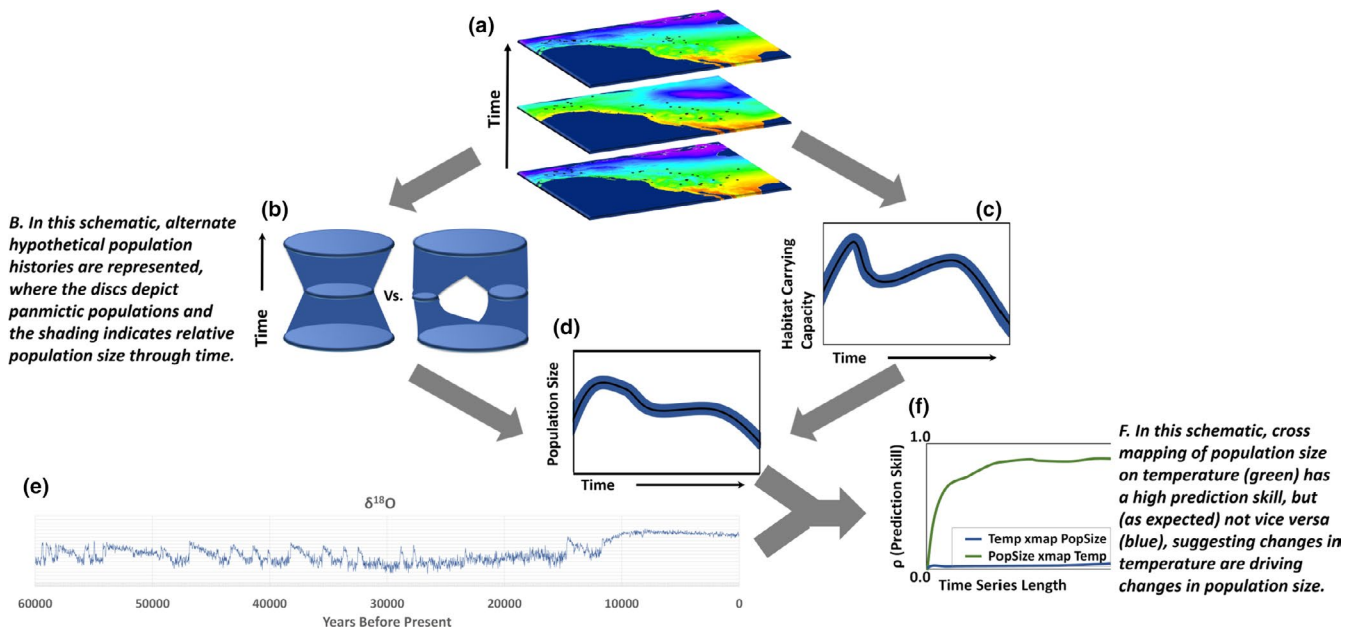 (a)
Time
B. In this schematic, alternate
hypothetical population
histories are represented,
where the discs depict
panmictic populations and
the shading indicates relative
population size through time.
(b)
Time
Vs.
(c)
Habitat Carrying
Capacity
Time
(d)
Population Size
Time
(e)
δ¹⁸O
60000 50000 40000 30000 20000 10000 0
Years Before Present
(f)
ρ (Prediction Skill)
1.0
0.0
Temp xmap PopSize
PopSize xmap Temp
Time Series Length
F. In this schematic, cross
mapping of population size
on temperature (green) has
a high prediction skill, but
(as expected) not vice versa
(blue), suggesting changes in
temperature are driving
changes in population size.